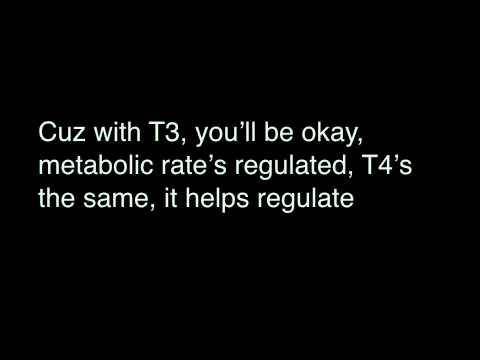 Cuz with T3, you’ll be okay,
metabolic rate’s regulated, T4’s
the same, it helps regulate